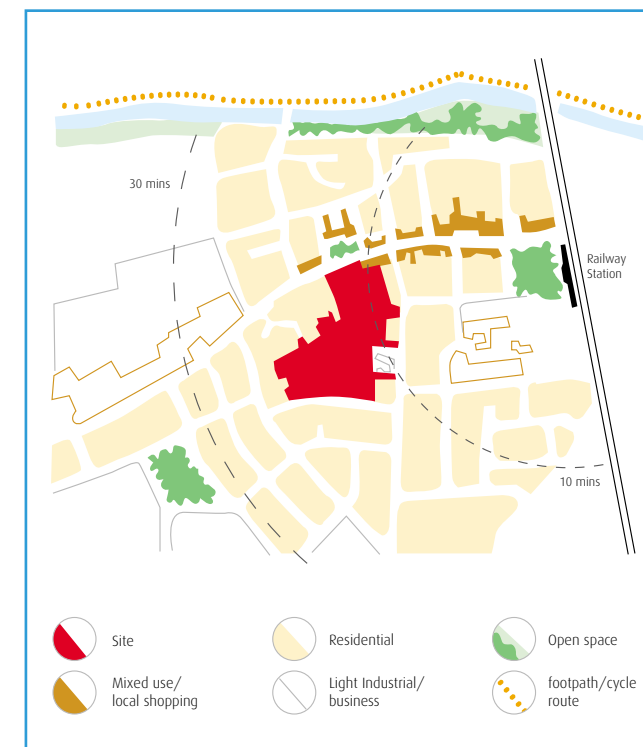 30 mins
Railway
Station
10 mins
Site
Residential
Open space
Mixed use/
local shopping
Light Industrial/
business
footpath/cycle
route